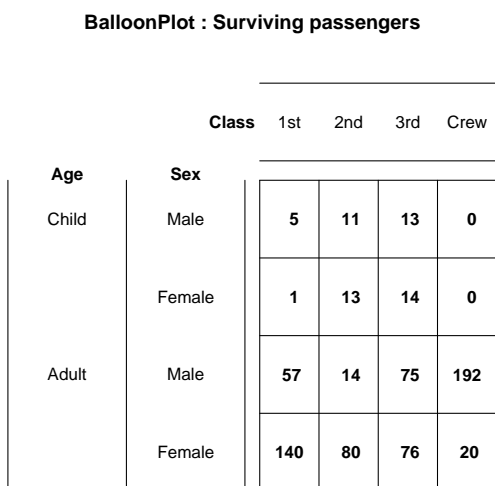 BalloonPlot : Surviving passengers
Class 1st 2nd 3rd Crew
Age Sex
Child Male 5 11 13 0
Female 1 13 14 0
Adult Male 57 14 75 192
Female 140 80 76 20